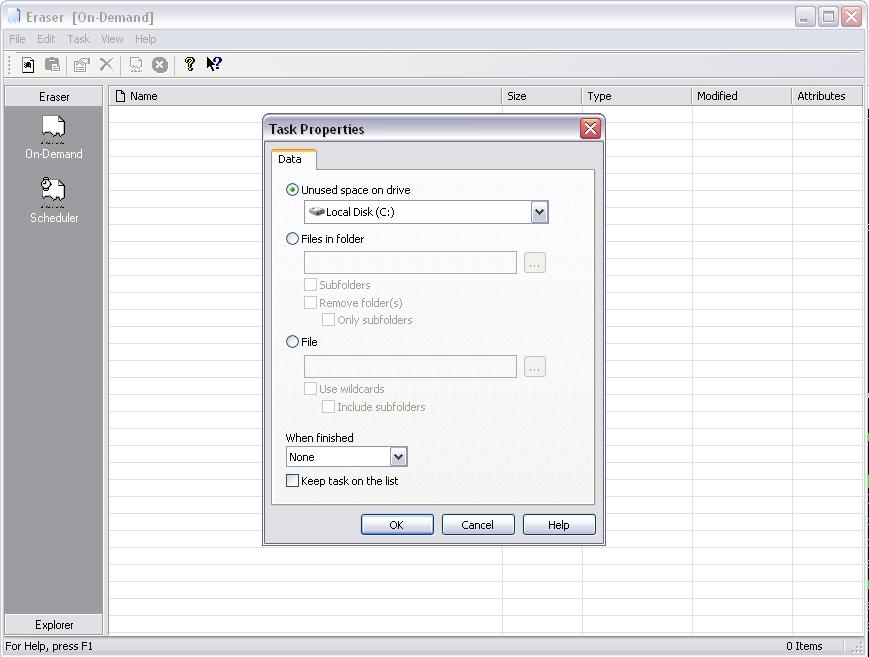 Eraser [On-Demand]
File Edit Task View Help
Eraser
Name Size Type Modified Attributes
On-Demand
Scheduler
Task Properties
Data
Unused space on drive
Local Disk (C:)
Files in folder
...
Subfolders
Remove folder(s)
Only subfolders
File
...
Use wildcards
Include subfolders
When finished
None
Keep task on the list
OK Cancel Help
Explorer
For Help, press F1 0 Items